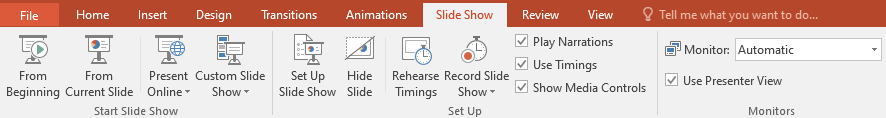 File Home Insert Design Transitions Animations Slide Show Review View Tell me what you want to do...
From Beginning
From Current Slide
Present Online
Custom Slide Show
Start Slide Show
Set Up Slide Show
Hide Slide
Rehearse Timings
Record Slide Show
Play Narrations
Use Timings
Show Media Controls
Set Up
Monitor: Automatic
Use Presenter View
Monitors